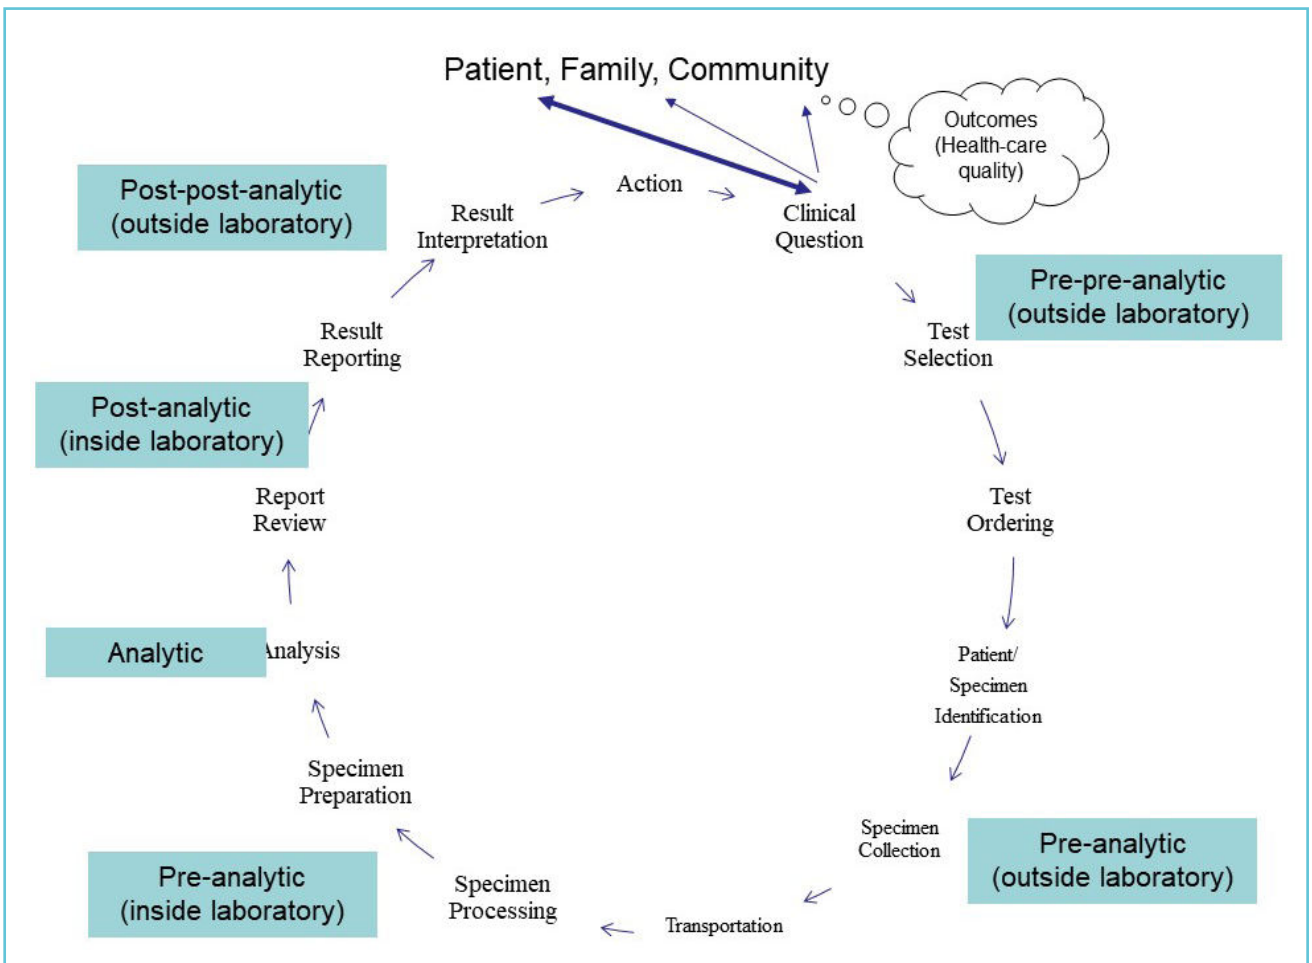 Patient, Family, Community
Outcomes
(Health-care
quality)
Post-post-analytic
(outside laboratory)
Action
Result
Interpretation
Clinical
Question
Pre-pre-analytic
(outside laboratory)
Test
Selection
Result
Reporting
Post-analytic
(inside laboratory)
Report
Review
Test
Ordering
Analytic
Analysis
Patient/
Specimen
Identification
Specimen
Preparation
Specimen
Collection
Pre-analytic
(outside laboratory)
Pre-analytic
(inside laboratory)
Specimen
Processing
Transportation